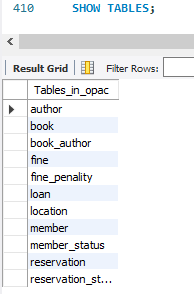 410 SHOW TABLES;
Result Grid Filter Rows:
Tables_in_opac
author
book
book_author
fine
fine_penality
loan
location
member
member_status
reservation
reservation_st...